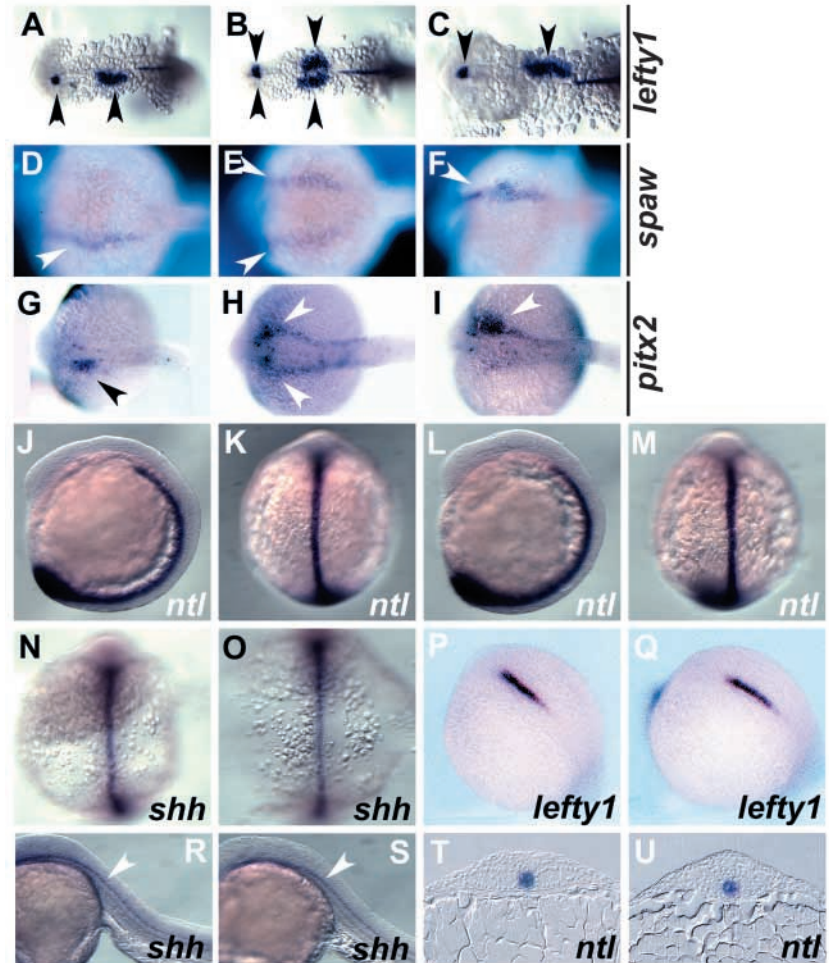 A B C lefty1
D E F spaw
G H I pitx2
J ntl K ntl L ntl M ntl
N shh O shh P lefty1 Q lefty1
R shh S shh T ntl U ntl